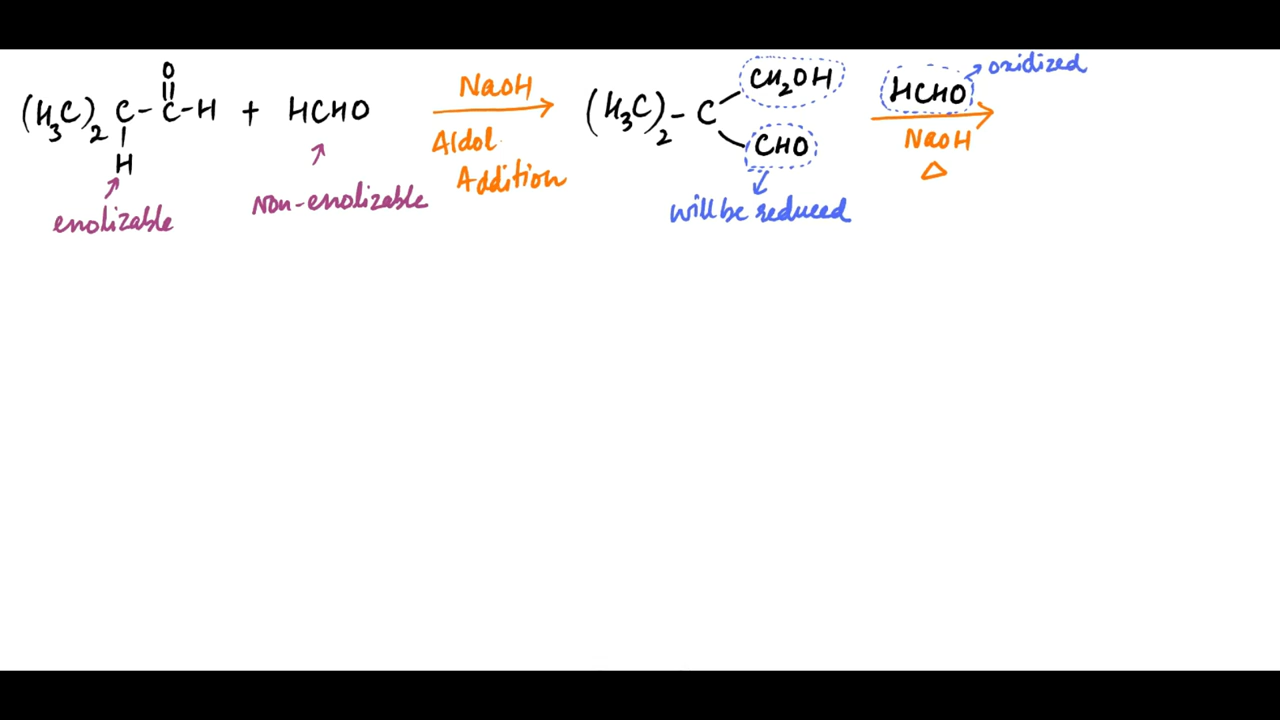 (H₃C)₂ C - C - H + HCHO
O
H
enolizable
Non-enolizable
NaOH
Aldol
Addition
(H₃C)₂ - C
CH₂OH
CHO
will be reduced
HCHO
oxidized
NaOH
Δ